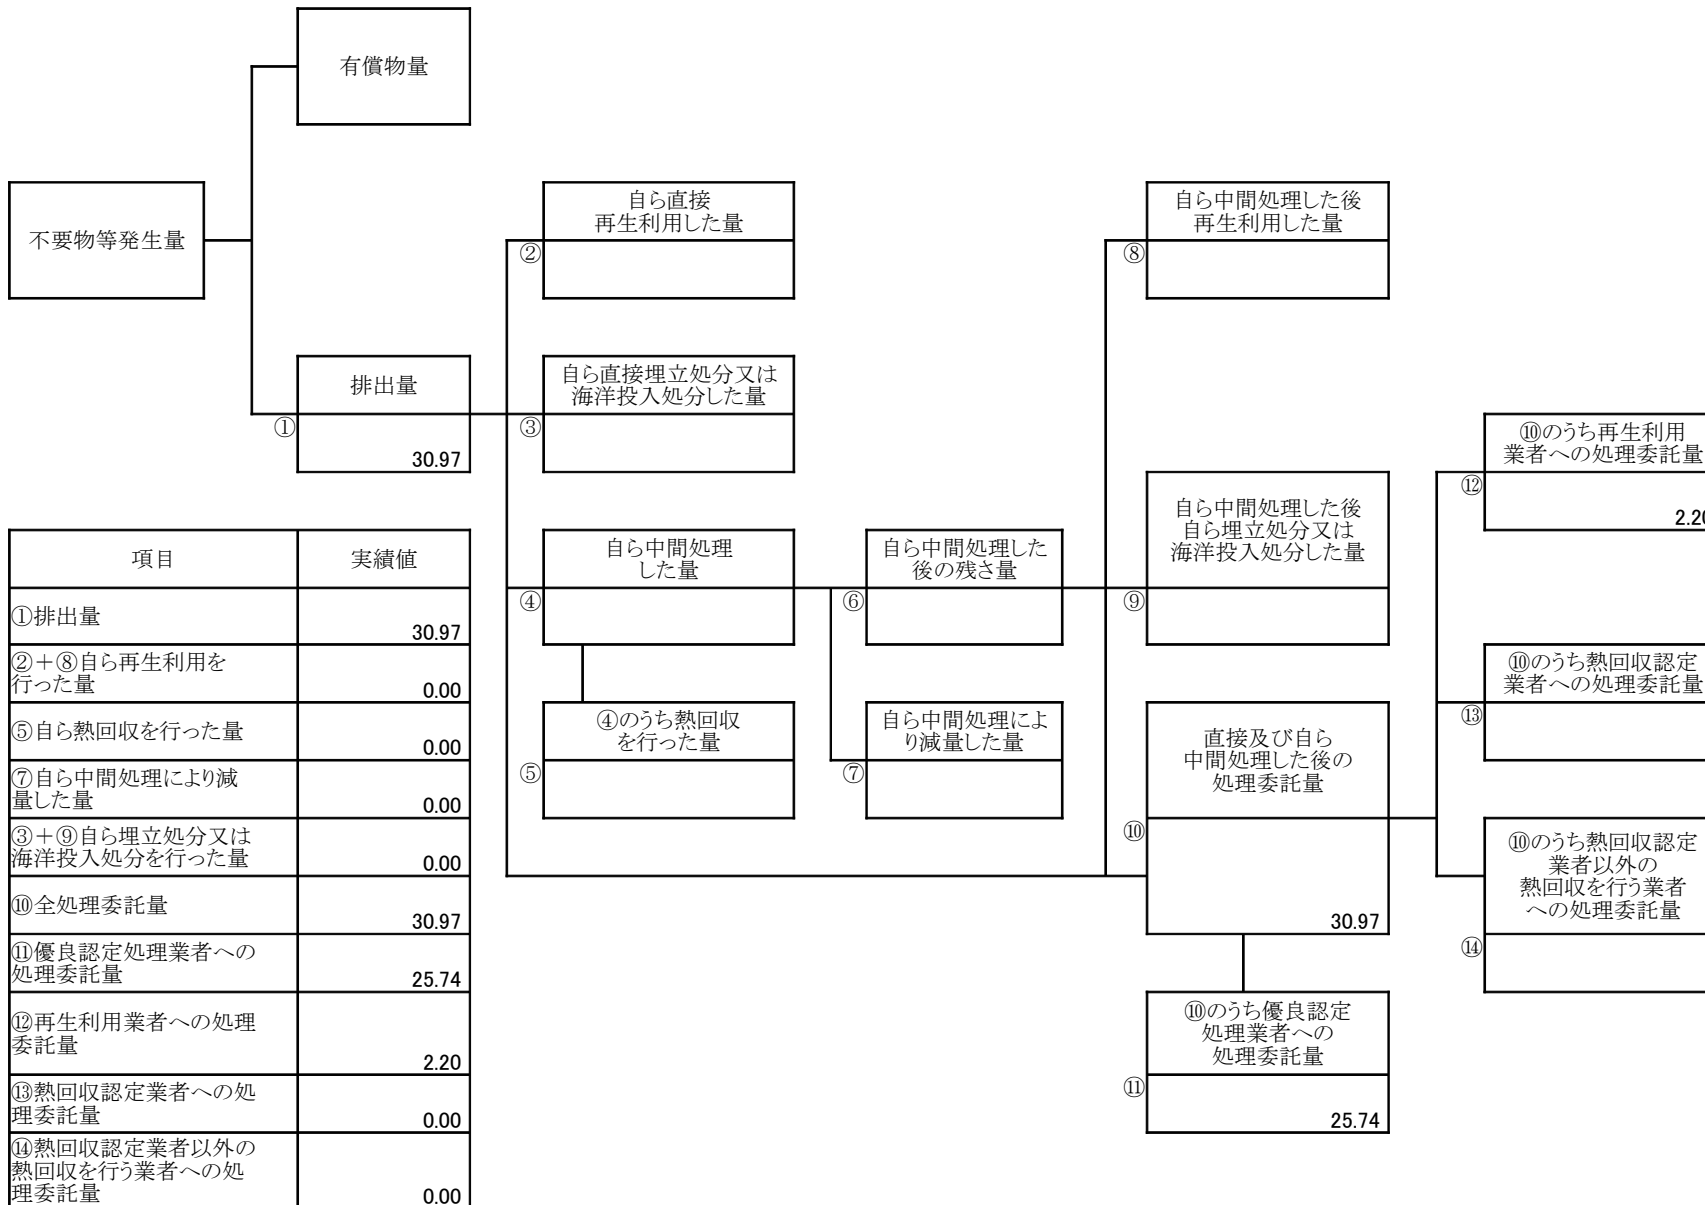 有償物量
不要物等発生量
自ら直接
再生利用した量
②
自ら中間処理した後
再生利用した量
⑧
排出量
①
30.97
自ら直接埋立処分又は
海洋投入処分した量
③
⑩のうち再生利用
業者への処理委託量
⑫
2.20
自ら中間処理
した量
④
自ら中間処理した
後の残さ量
⑥
自ら中間処理した後
自ら埋立処分又は
海洋投入処分した量
⑨
⑩のうち熱回収認定
業者への処理委託量
⑬
④のうち熱回収
を行った量
⑤
自ら中間処理によ
り減量した量
⑦
直接及び自ら
中間処理した後の
処理委託量
⑩
30.97
⑩のうち熱回収認定
業者以外の
熱回収を行う業者
への処理委託量
⑭
⑩のうち優良認定
処理業者への
処理委託量
⑪
25.74
項目 実績値
①排出量
30.97
②+⑧自ら再生利用を
行った量
0.00
⑤自ら熱回収を行った量
0.00
⑦自ら中間処理により減
量した量
0.00
③+⑨自ら埋立処分又は
海洋投入処分を行った量
0.00
⑩全処理委託量
30.97
⑪優良認定処理業者への
処理委託量
25.74
⑫再生利用業者への処理
委託量
2.20
⑬熱回収認定業者への処
理委託量
0.00
⑭熱回収認定業者以外の
熱回収を行う業者への処
理委託量
0.00